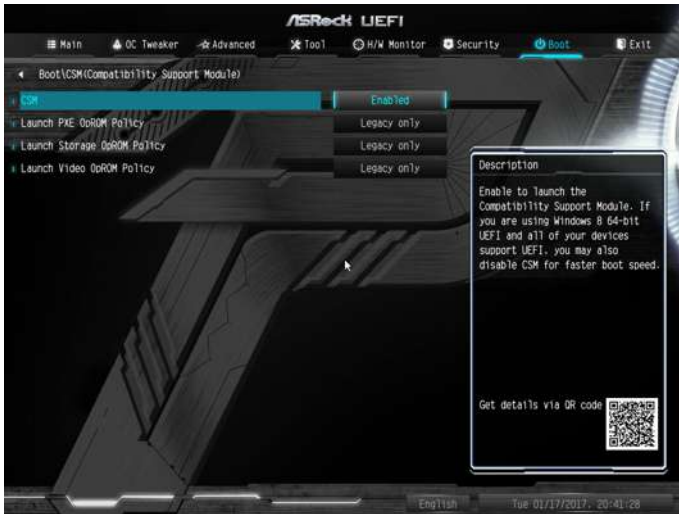 ASRock UEFI
Main OC Tweaker Advanced Tool H/W Monitor Security Boot Exit
Boot\CSM(Compatibility Support Module)
CSM Enabled
Launch PXE OpROM Policy Legacy only
Launch Storage OpROM Policy Legacy only
Launch Video OpROM Policy Legacy only
Description
Enable to launch the
Compatibility Support Module. If
you are using Windows 8 64-bit
UEFI and all of your devices
support UEFI, you may also
disable CSM for faster boot speed.
Get details via QR code
English Tue 01/17/2017, 20:41:28